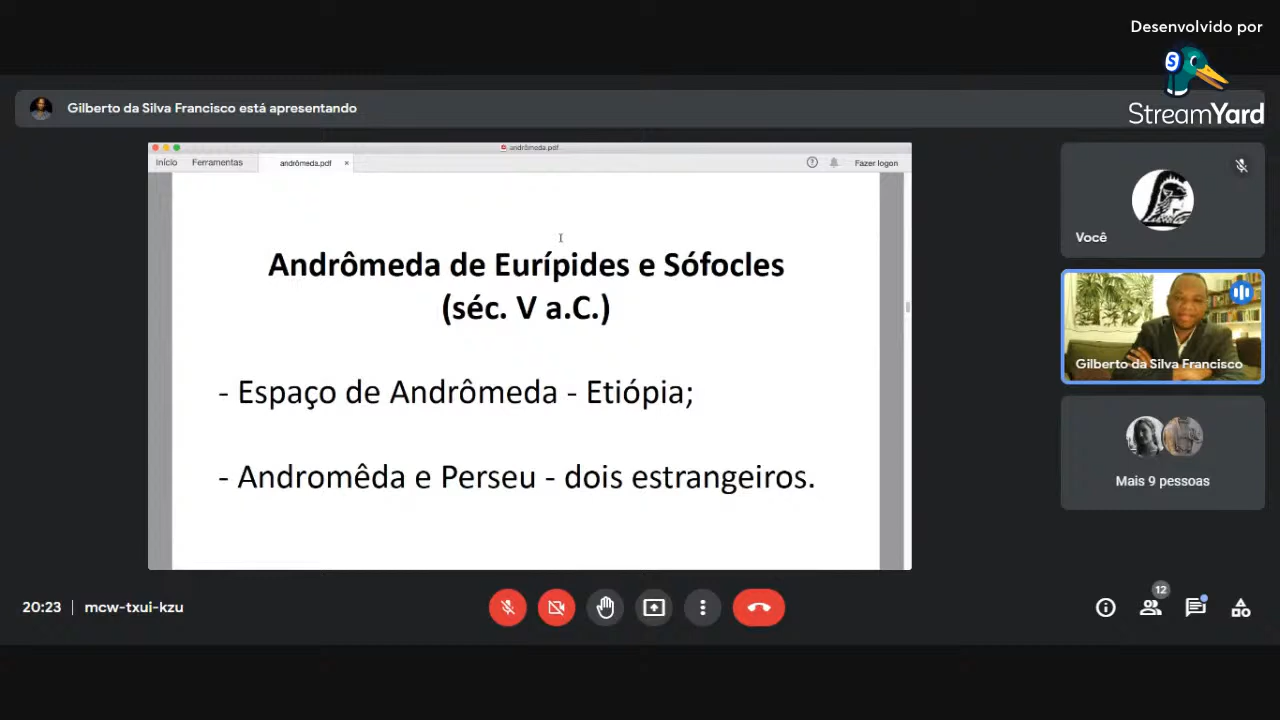 Desenvolvido por
StreamYard
Gilberto da Silva Francisco está apresentando
andrômeda.pdf
Início Ferramentas andrômeda.pdf × Fazer logon
Andrômeda de Eurípides e Sófocles
(séc. V a.C.)
- Espaço de Andrômeda - Etiópia;
- Andromêda e Perseu - dois estrangeiros.
Você
Gilberto da Silva Francisco
Mais 9 pessoas
20:23 | mcw-txui-kzu
12